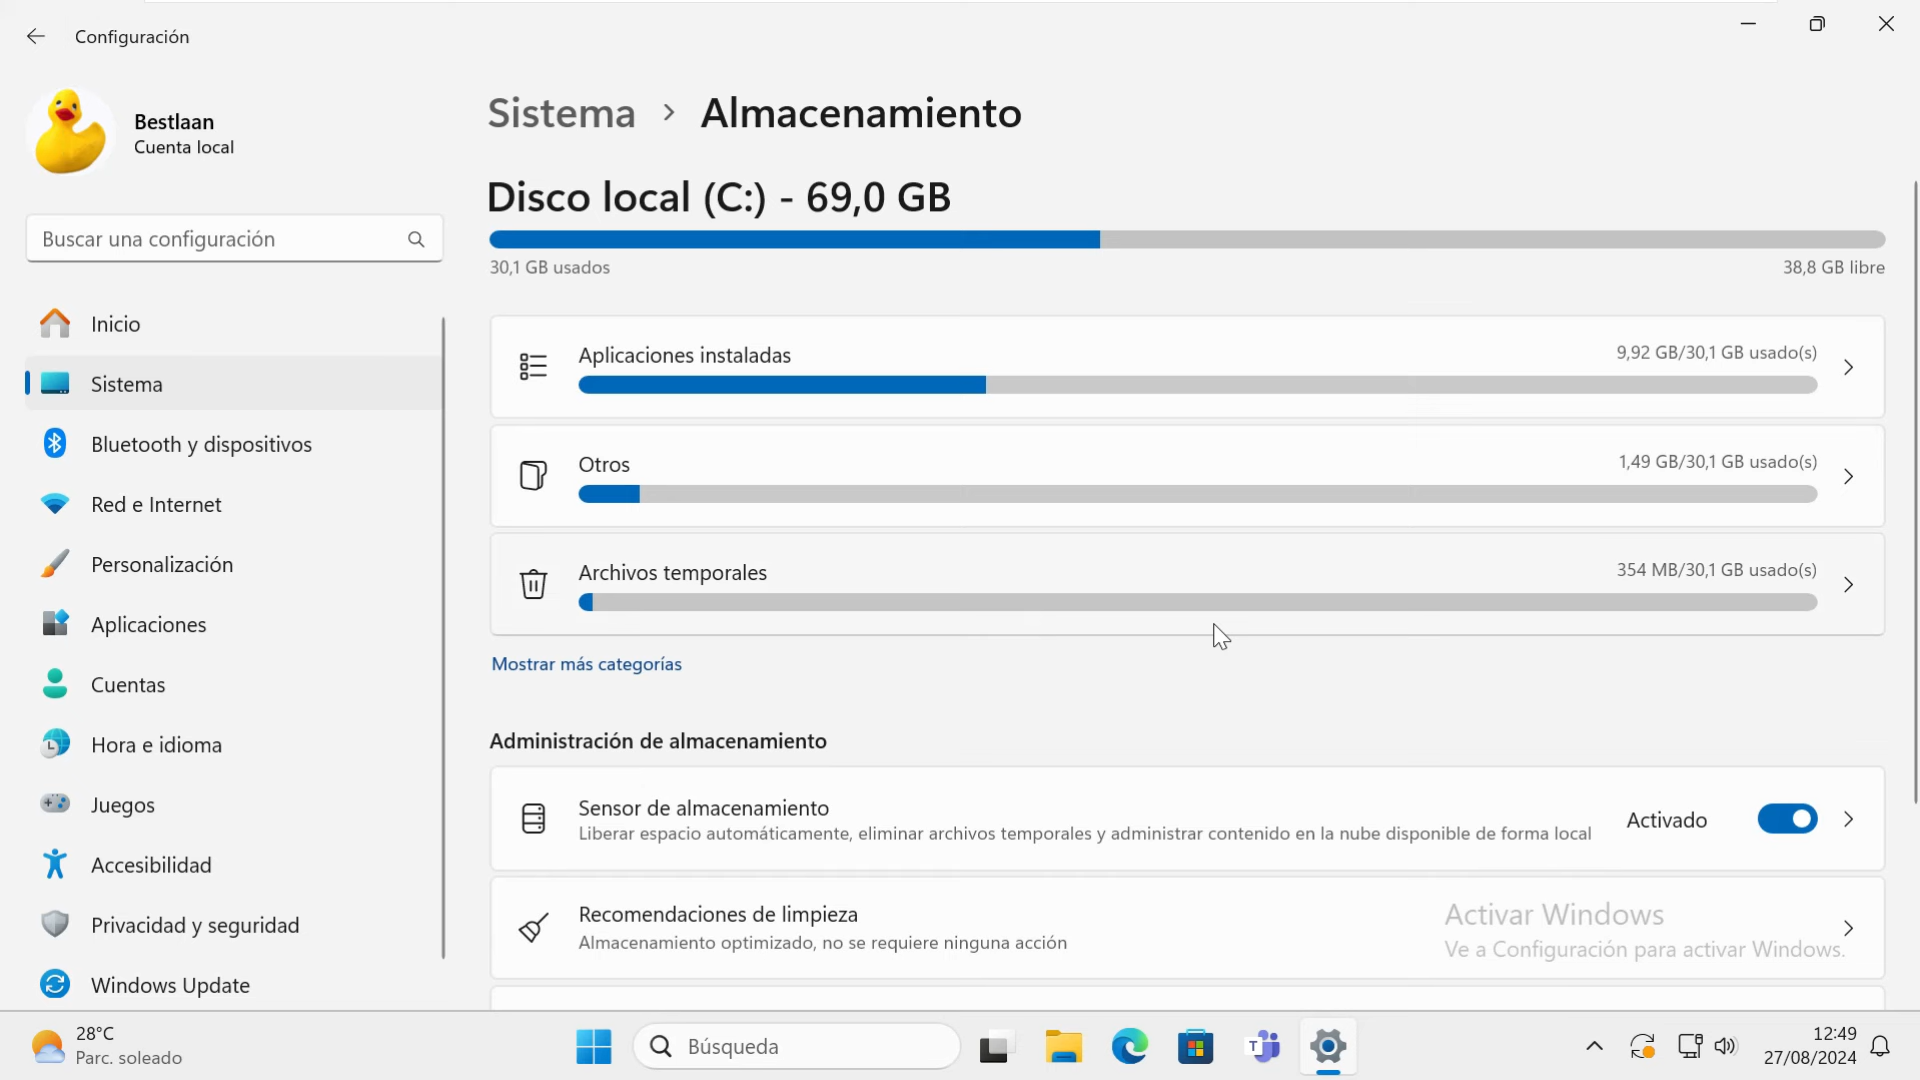 Configuración
Bestlaan
Cuenta local
Buscar una configuración
Inicio
Sistema
Bluetooth y dispositivos
Red e Internet
Personalización
Aplicaciones
Cuentas
Hora e idioma
Juegos
Accesibilidad
Privacidad y seguridad
Windows Update
Sistema > Almacenamiento
Disco local (C:) - 69,0 GB
30,1 GB usados
38,8 GB libre
Aplicaciones instaladas
9,92 GB/30,1 GB usado(s)
Otros
1,49 GB/30,1 GB usado(s)
Archivos temporales
354 MB/30,1 GB usado(s)
Mostrar más categorías
Administración de almacenamiento
Sensor de almacenamiento
Liberar espacio automáticamente, eliminar archivos temporales y administrar contenido en la nube disponible de forma local
Activado
Recomendaciones de limpieza
Almacenamiento optimizado, no se requiere ninguna acción
Activar Windows
Ve a Configuración para activar Windows.
28°C
Parc. soleado
Búsqueda
12:49
27/08/2024